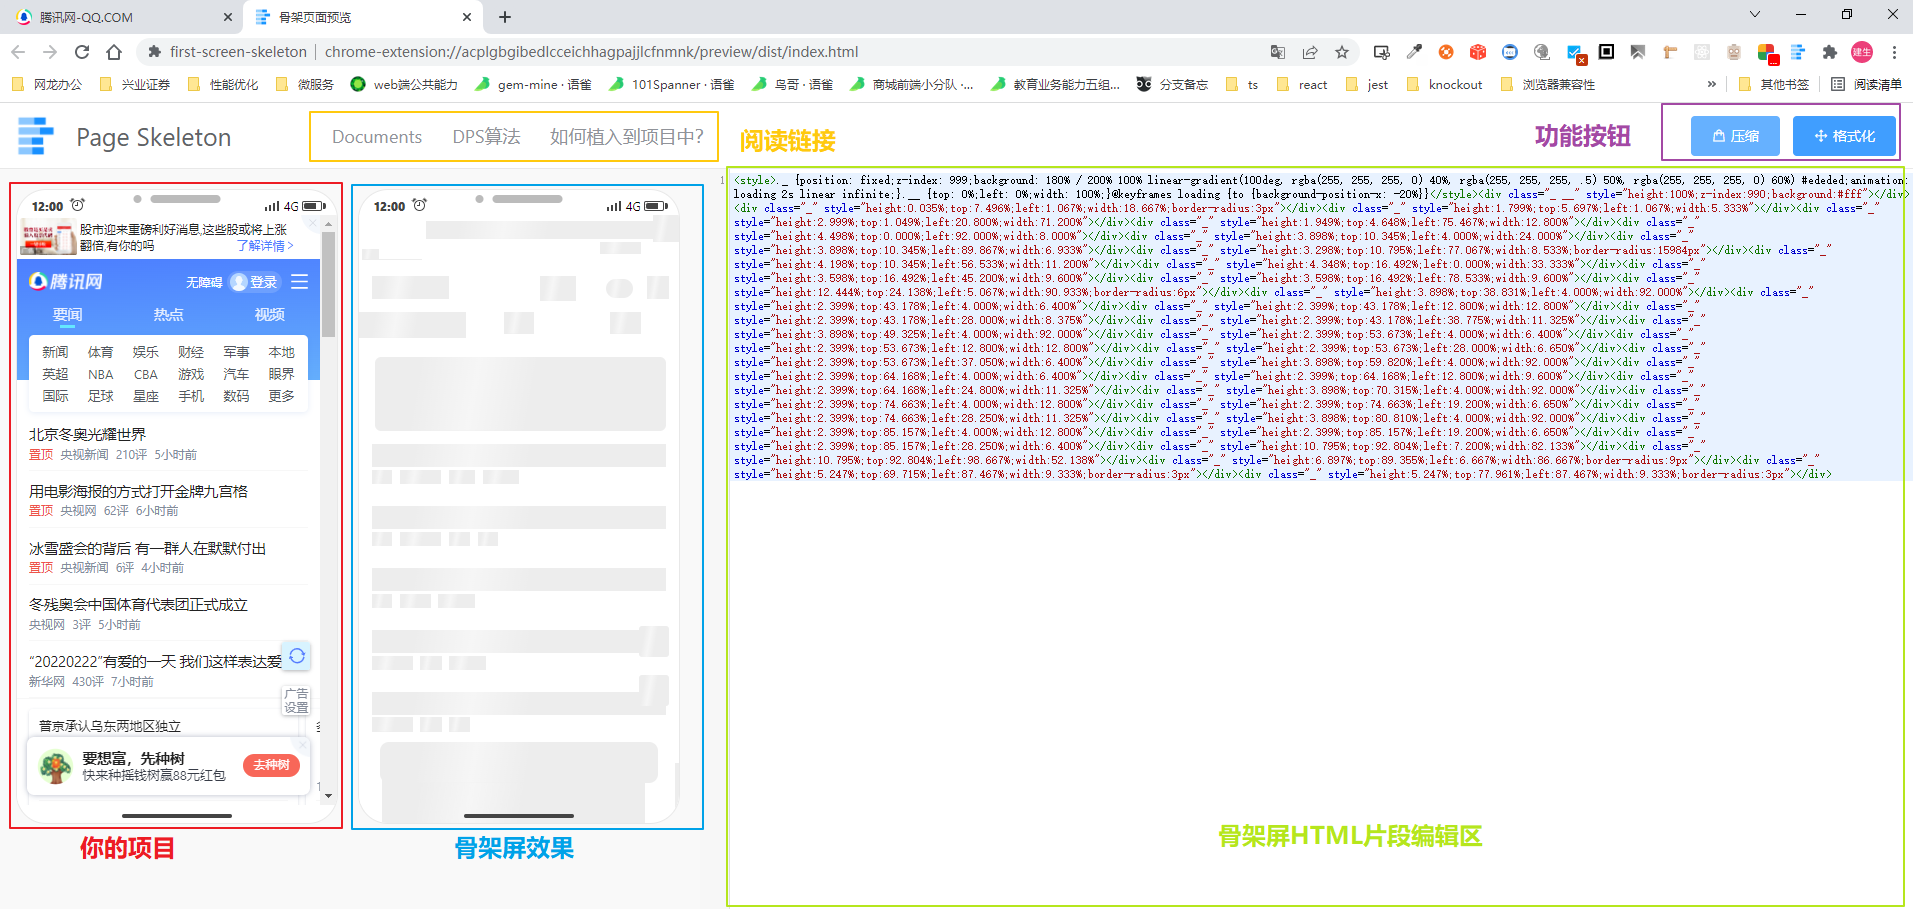 腾讯网-QQ.COM
骨架页面预览
first-screen-skeleton | chrome-extension://acplgbgibedlcceichhagpajjlcfnmnk/preview/dist/index.html
建生
网龙办公 兴业证券 性能优化 微服务 web端公共能力 gem-mine · 语雀 101Spanner · 语雀 鸟哥 · 语雀 商城前端小分队 ·... 教育业务能力五组... 分支备忘 ts react jest knockout 浏览器兼容性 » 其他书签 阅读清单
Page Skeleton
Documents DPS算法 如何植入到项目中？
阅读链接
功能按钮
压缩 格式化
12:00 4G
股市迎来重磅利好消息,这些股或将上涨
翻倍,有你的吗 了解详情 >
腾讯网 无障碍 登录
要闻 热点 视频
新闻 体育 娱乐 财经 军事 本地
英超 NBA CBA 游戏 汽车 眼界
国际 足球 星座 手机 数码 更多
北京冬奥光耀世界
置顶 央视新闻 210评 5小时前
用电影海报的方式打开金牌九宫格
置顶 央视网 62评 6小时前
冰雪盛会的背后 有一群人在默默付出
置顶 央视新闻 6评 4小时前
冬残奥会中国体育代表团正式成立
央视网 3评 5小时前
“20220222”有爱的一天 我们这样表达爱
新华网 430评 7小时前
广告
设置
普京承认乌东两地区独立
要想富，先种树
快来种摇钱树赢88元红包
去种树
你的项目
12:00 4G
骨架屏效果
1
<style>._ {position: fixed;z-index: 999;background: 180% / 200% 100% linear-gradient(100deg, rgba(255, 255, 255, 0) 40%, rgba(255, 255, 255, .5) 50%, rgba(255, 255, 255, 0) 60%) #ededed;animation:
loading 2s linear infinite;}.__ {top: 0%;left: 0%;width: 100%;}@keyframes loading {to {background-position-x: -20%}}</style><div class="_ __" style="height:100%;z-index:990;background:#fff"></div>
<div class="_" style="height:0.035%;top:7.496%;left:1.067%;width:18.667%;border-radius:3px"></div><div class="_" style="height:1.799%;top:5.697%;left:1.067%;width:5.333%"></div><div class="_"
style="height:2.999%;top:1.049%;left:20.800%;width:71.200%"></div><div class="_" style="height:1.949%;top:4.648%;left:75.467%;width:12.800%"></div><div class="_"
style="height:4.498%;top:0.000%;left:92.000%;width:8.000%"></div><div class="_" style="height:3.898%;top:10.345%;left:4.000%;width:24.000%"></div><div class="_"
style="height:3.898%;top:10.345%;left:89.867%;width:6.933%"></div><div class="_" style="height:3.298%;top:10.795%;left:77.067%;width:8.533%;border-radius:15984px"></div><div class="_"
style="height:4.198%;top:10.345%;left:56.533%;width:11.200%"></div><div class="_" style="height:4.348%;top:16.492%;left:0.000%;width:33.333%"></div><div class="_"
style="height:3.598%;top:16.492%;left:45.200%;width:9.600%"></div><div class="_" style="height:3.598%;top:16.492%;left:78.533%;width:9.600%"></div><div class="_"
style="height:12.444%;top:24.138%;left:5.067%;width:90.933%;border-radius:6px"></div><div class="_" style="height:3.898%;top:38.831%;left:4.000%;width:92.000%"></div><div class="_"
style="height:2.399%;top:43.178%;left:4.000%;width:6.400%"></div><div class="_" style="height:2.399%;top:43.178%;left:12.800%;width:12.800%"></div><div class="_"
style="height:2.399%;top:43.178%;left:28.000%;width:8.375%"></div><div class="_" style="height:2.399%;top:43.178%;left:38.775%;width:11.325%"></div><div class="_"
style="height:3.898%;top:49.325%;left:4.000%;width:92.000%"></div><div class="_" style="height:2.399%;top:53.673%;left:4.000%;width:6.400%"></div><div class="_"
style="height:2.399%;top:53.673%;left:12.800%;width:12.800%"></div><div class="_" style="height:2.399%;top:53.673%;left:28.000%;width:6.650%"></div><div class="_"
style="height:2.399%;top:53.673%;left:37.050%;width:6.400%"></div><div class="_" style="height:3.898%;top:59.820%;left:4.000%;width:92.000%"></div><div class="_"
style="height:2.399%;top:64.168%;left:4.000%;width:6.400%"></div><div class="_" style="height:2.399%;top:64.168%;left:12.800%;width:9.600%"></div><div class="_"
style="height:2.399%;top:64.168%;left:24.800%;width:11.325%"></div><div class="_" style="height:3.898%;top:70.315%;left:4.000%;width:92.000%"></div><div class="_"
style="height:2.399%;top:74.663%;left:4.000%;width:12.800%"></div><div class="_" style="height:2.399%;top:74.663%;left:19.200%;width:6.650%"></div><div class="_"
style="height:2.399%;top:74.663%;left:28.250%;width:11.325%"></div><div class="_" style="height:3.898%;top:80.810%;left:4.000%;width:92.000%"></div><div class="_"
style="height:2.399%;top:85.157%;left:4.000%;width:12.800%"></div><div class="_" style="height:2.399%;top:85.157%;left:19.200%;width:6.650%"></div><div class="_"
style="height:2.399%;top:85.157%;left:28.250%;width:6.400%"></div><div class="_" style="height:10.795%;top:92.804%;left:7.200%;width:82.133%"></div><div class="_"
style="height:10.795%;top:92.804%;left:98.667%;width:52.138%"></div><div class="_" style="height:6.897%;top:89.355%;left:6.667%;width:86.667%;border-radius:9px"></div><div class="_"
style="height:5.247%;top:69.715%;left:87.467%;width:9.333%;border-radius:3px"></div><div class="_" style="height:5.247%;top:77.961%;left:87.467%;width:9.333%;border-radius:3px"></div>
骨架屏HTML片段编辑区